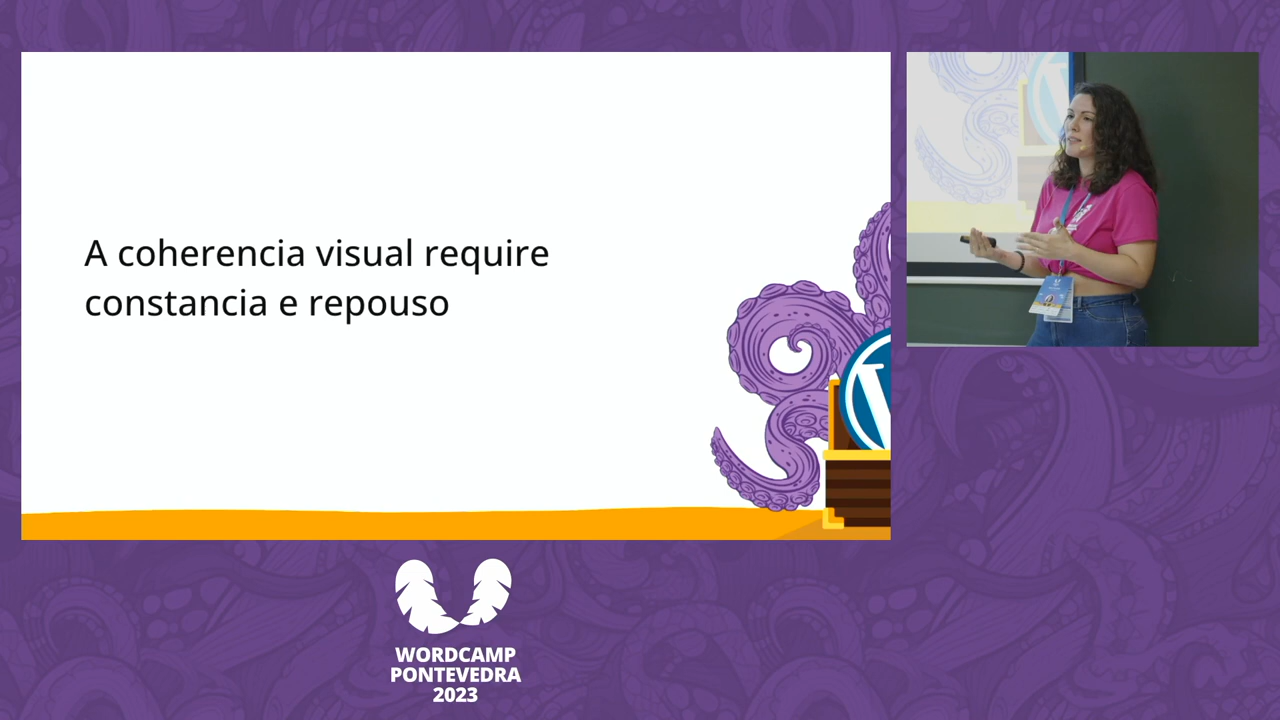 A coherencia visual require
constancia e repouso
WORDCAMP
PONTEVEDRA
2023